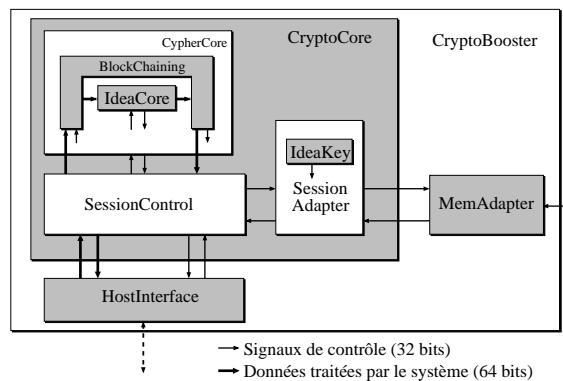 CypherCore
CryptoCore
CryptoBooster
BlockChaining
IdeaCore
IdeaKey
Session
Adapter
SessionControl
MemAdapter
HostInterface
Signaux de contrôle (32 bits)
Données traitées par le système (64 bits)